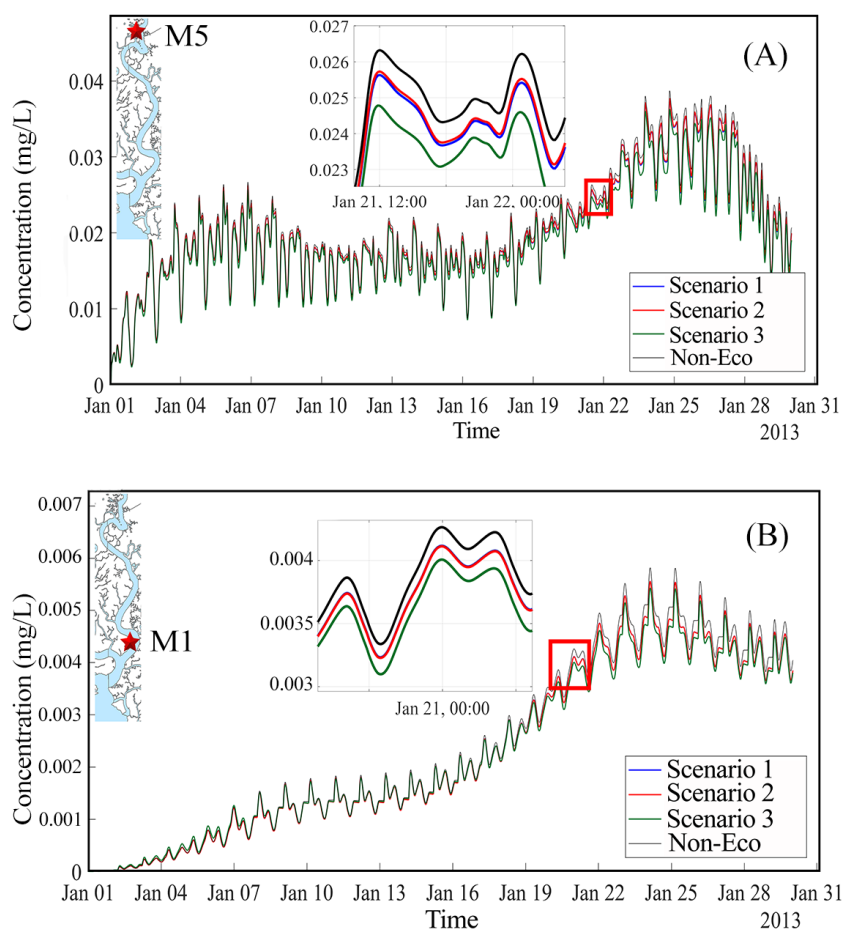 M5
(A)
Concentration (mg/L)
0.04
0.03
0.02
0.01
0
0.027
0.026
0.025
0.024
0.023
Jan 21, 12:00
Jan 22, 00:00
Scenario 1
Scenario 2
Scenario 3
Non-Eco
Jan 01
Jan 04
Jan 07
Jan 10
Jan 13
Jan 16
Jan 19
Jan 22
Jan 25
Jan 28
Jan 31
Time
2013
M1
(B)
Concentration (mg/L)
0.007
0.006
0.005
0.004
0.003
0.002
0.001
0
0.004
0.0035
0.003
Jan 21, 00:00
Scenario 1
Scenario 2
Scenario 3
Non-Eco
Jan 01
Jan 04
Jan 07
Jan 10
Jan 13
Jan 16
Jan 19
Jan 22
Jan 25
Jan 28
Jan 31
Time
2013